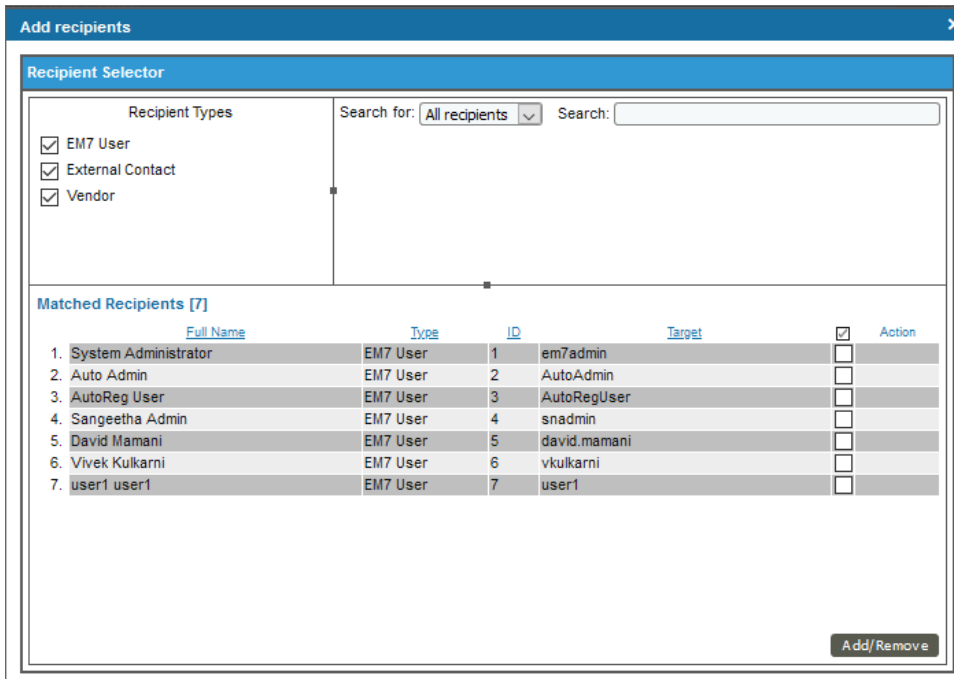 Add recipients
Recipient Selector
Recipient Types
EM7 User
External Contact
Vendor
Search for: All recipients Search:
Matched Recipients [7]
Full Name Type ID Target Action
1. System Administrator EM7 User 1 em7admin
2. Auto Admin EM7 User 2 AutoAdmin
3. AutoReg User EM7 User 3 AutoRegUser
4. Sangeetha Admin EM7 User 4 snadmin
5. David Mamani EM7 User 5 david.mamani
6. Vivek Kulkarni EM7 User 6 vkulkarni
7. user1 user1 EM7 User 7 user1
Add/Remove